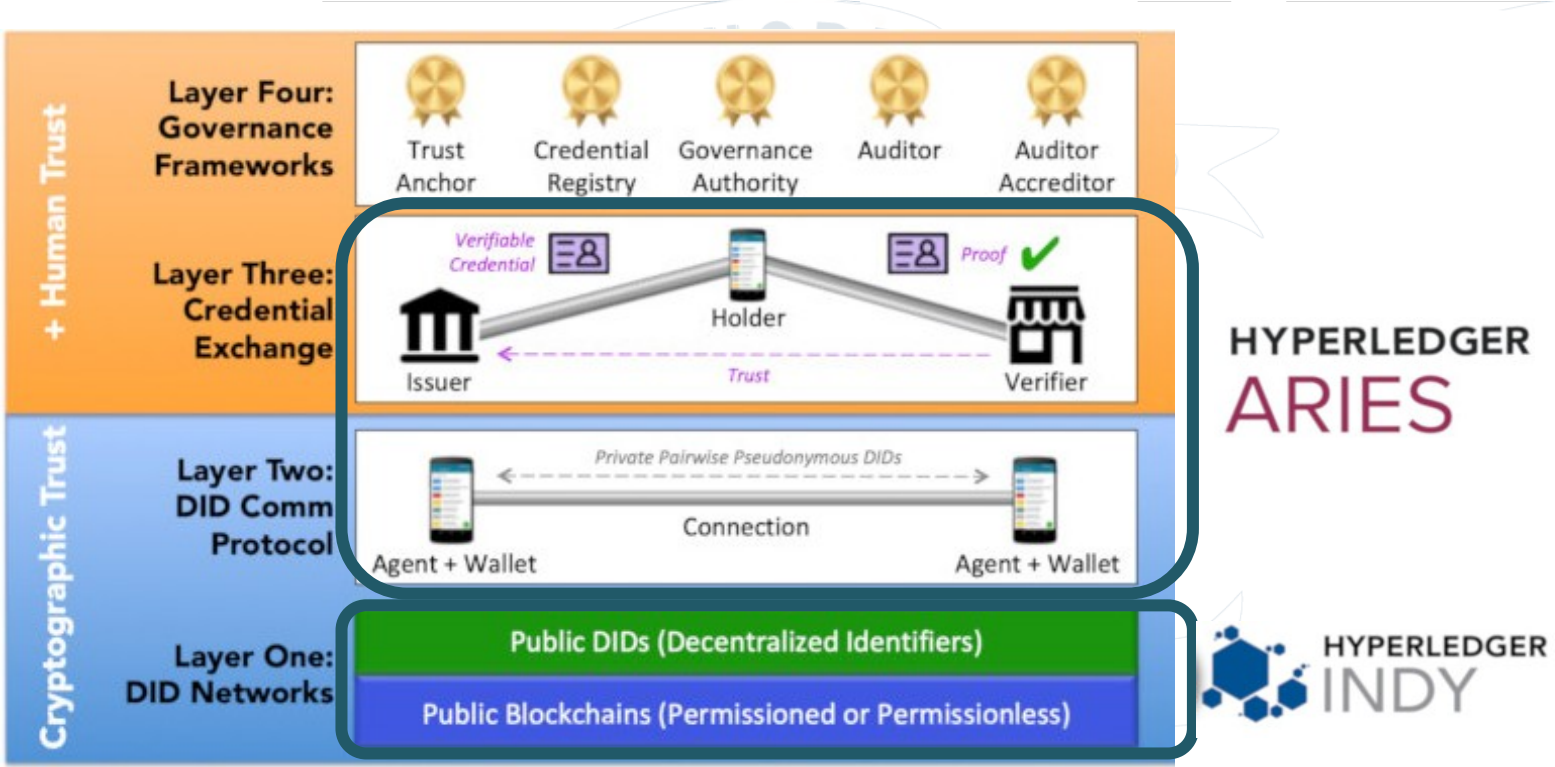 + Human Trust
Layer Four:
Governance
Frameworks
Trust
Anchor
Credential
Registry
Governance
Authority
Auditor
Auditor
Accreditor
Layer Three:
Credential
Exchange
Verifiable
Credential
Proof
Holder
Issuer
Trust
Verifier
HYPERLEDGER
ARIES
Cryptographic Trust
Layer Two:
DID Comm
Protocol
Private Pairwise Pseudonymous DIDs
Connection
Agent + Wallet
Agent + Wallet
Layer One:
DID Networks
Public DIDs (Decentralized Identifiers)
Public Blockchains (Permissioned or Permissionless)
HYPERLEDGER
INDY